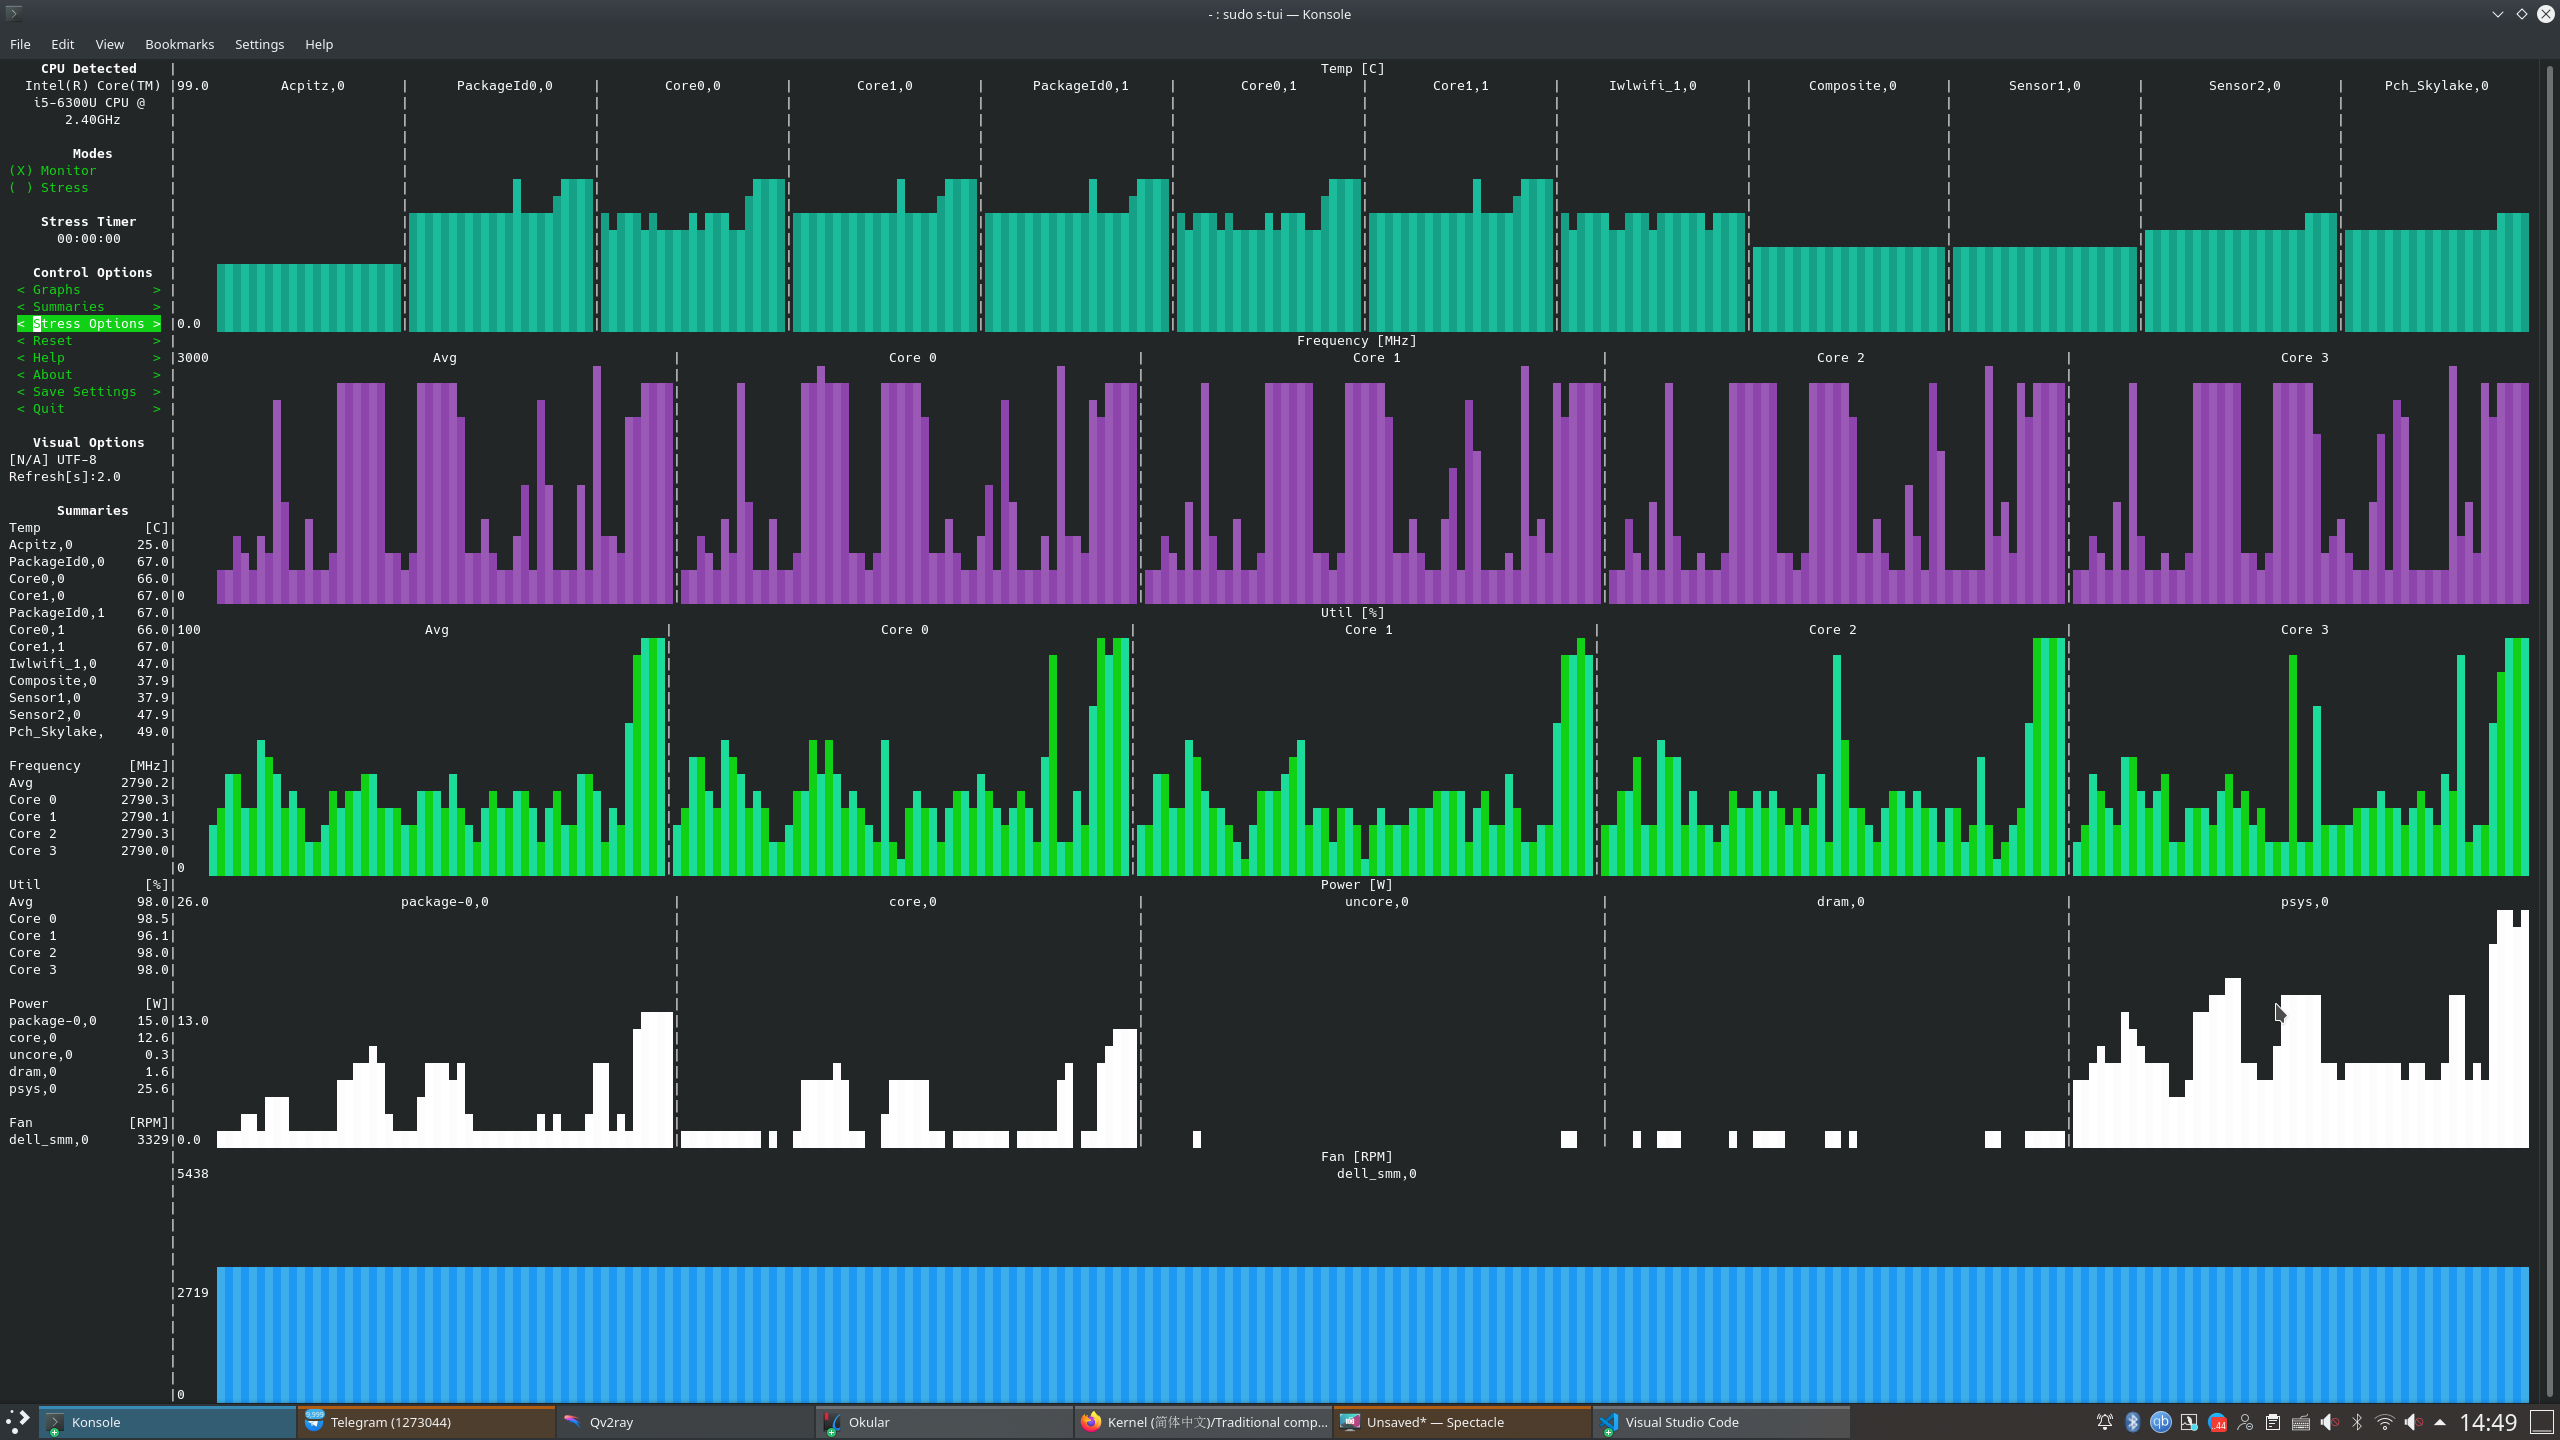 - : sudo s-tui — Konsole
File Edit View Bookmarks Settings Help
CPU Detected
Intel(R) Core(TM)
i5-6300U CPU @
2.40GHz
Modes
(X) Monitor
( ) Stress
Stress Timer
00:00:00
Control Options
< Graphs >
< Summaries >
< Stress Options >
< Reset >
< Help >
< About >
< Save Settings >
< Quit >
Visual Options
[N/A] UTF-8
Refresh[s]:2.0
Summaries
Temp [C]
Acpitz,0 25.0
PackageId0,0 67.0
Core0,0 66.0
Core1,0 67.0
PackageId0,1 67.0
Core0,1 66.0
Core1,1 67.0
Iwlwifi_1,0 47.0
Composite,0 37.9
Sensor1,0 37.9
Sensor2,0 47.9
Pch_Skylake, 49.0
Frequency [MHz]
Avg 2790.2
Core 0 2790.3
Core 1 2790.1
Core 2 2790.3
Core 3 2790.0
Util [%]
Avg 98.0
Core 0 98.5
Core 1 96.1
Core 2 98.0
Core 3 98.0
Power [W]
package-0,0 15.0
core,0 12.6
uncore,0 0.3
dram,0 1.6
psys,0 25.6
Fan [RPM]
dell_smm,0 3329
Temp [C]
99.0 Acpitz,0 PackageId0,0 Core0,0 Core1,0 PackageId0,1 Core0,1 Core1,1 Iwlwifi_1,0 Composite,0 Sensor1,0 Sensor2,0 Pch_Skylake,0
0.0
Frequency [MHz]
3000 Avg Core 0 Core 1 Core 2 Core 3
0
Util [%]
100 Avg Core 0 Core 1 Core 2 Core 3
0
Power [W]
26.0 package-0,0 core,0 uncore,0 dram,0 psys,0
13.0
0.0
Fan [RPM]
5438 dell_smm,0
2719
0
Konsole Telegram (1273044) Qv2ray Okular Kernel (简体中文)/Traditional comp... Unsaved* — Spectacle Visual Studio Code qb 44 14:49